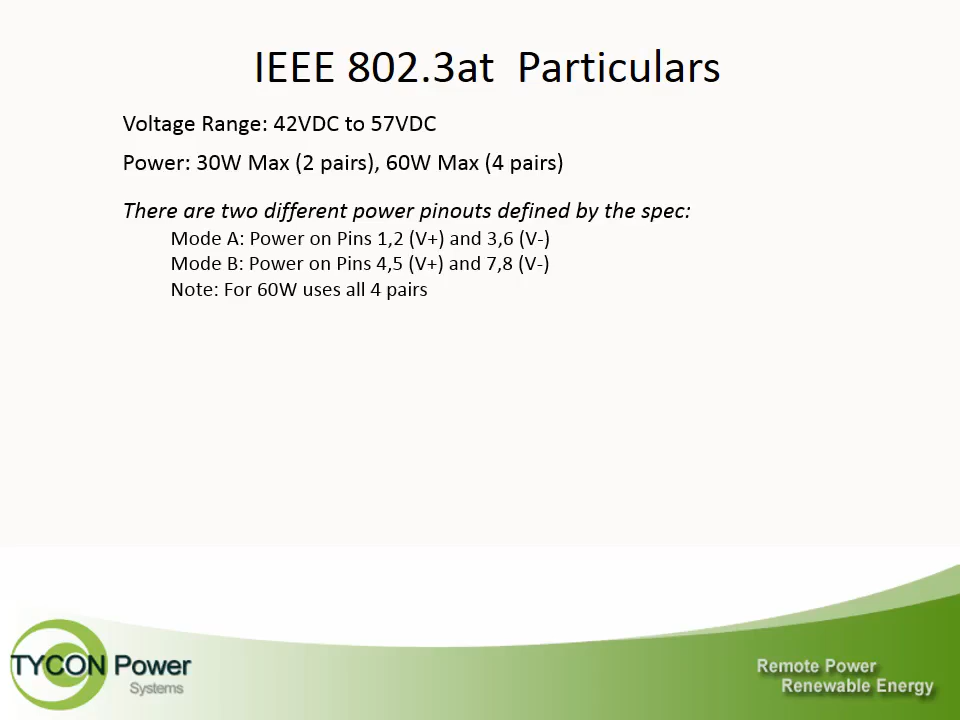 IEEE 802.3at Particulars
Voltage Range: 42VDC to 57VDC
Power: 30W Max (2 pairs), 60W Max (4 pairs)
There are two different power pinouts defined by the spec:
Mode A: Power on Pins 1,2 (V+) and 3,6 (V-)
Mode B: Power on Pins 4,5 (V+) and 7,8 (V-)
Note: For 60W uses all 4 pairs
TYCON Power
Systems
Remote Power
Renewable Energy